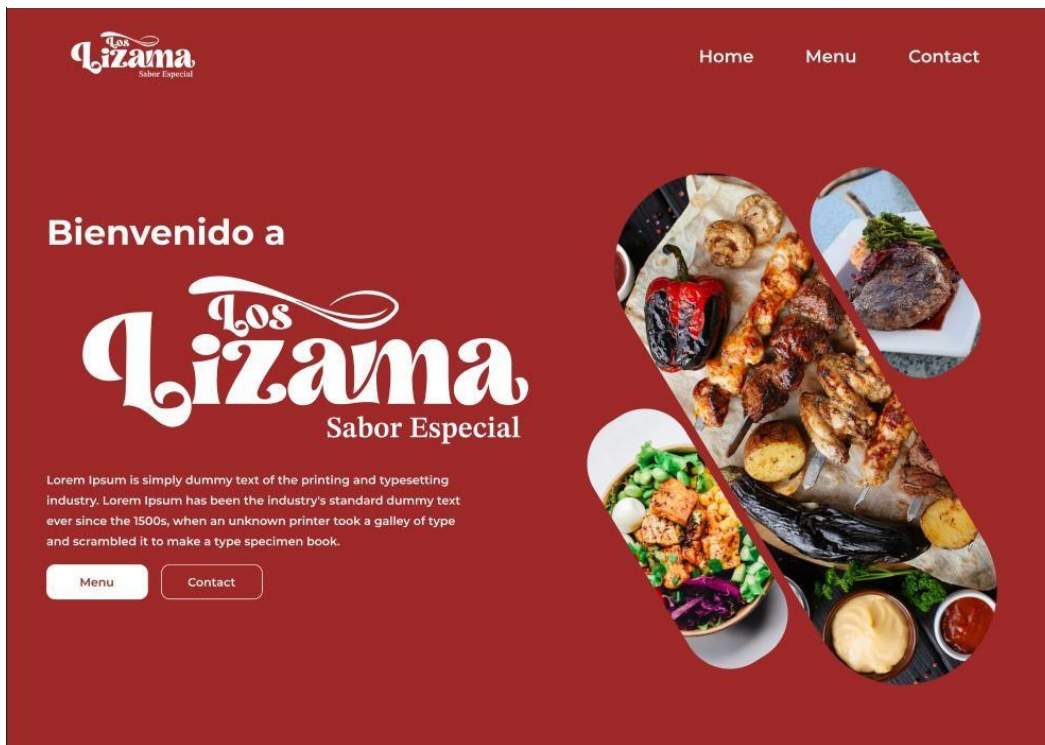 Los
Lizama
Sabor Especial
Home Menu Contact
Bienvenido a
Los
Lizama
Sabor Especial
Lorem Ipsum is simply dummy text of the printing and typesetting
industry. Lorem Ipsum has been the industry's standard dummy text
ever since the 1500s, when an unknown printer took a galley of type
and scrambled it to make a type specimen book.
Menu Contact